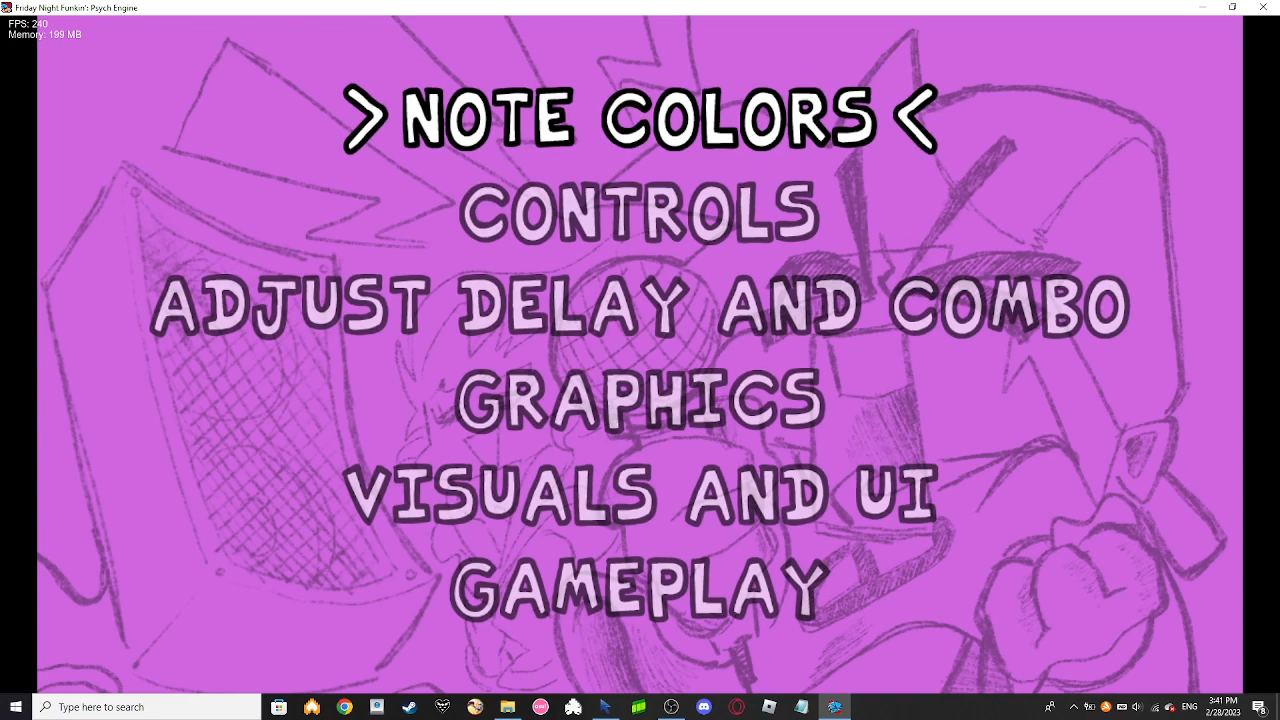 Friday Night Funkin': Psych Engine
FPS: 240
Memory: 199 MB
>NOTE COLORS<
CONTROLS
ADJUST DELAY AND COMBO
GRAPHICS
VISUALS AND UI
GAMEPLAY
Type here to search
osu!
3:41 PM
2/28/2023